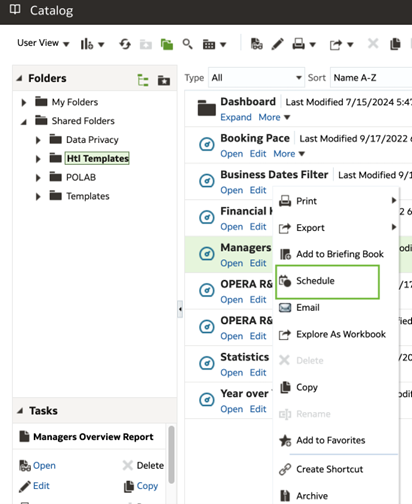 Catalog
User View
Folders
My Folders
Shared Folders
Data Privacy
Htl Templates
POLAB
Templates
Type All Sort Name A-Z
Dashboard | Last Modified 7/15/2024 5:47
Expand More
Booking Pace | Last Modified 9/17/2022
Open Edit More
Business Dates Filter | Last Modified 9/
Open Edit
Financial
Open Edit
Managers
Open Edit
OPERA R&
Open Edit
OPERA R&
Open Edit
Statistics
Open Edit
Year over
Open Edit
Print
Export
Add to Briefing Book
Schedule
Email
Explore As Workbook
Delete
Copy
Rename
Add to Favorites
Create Shortcut
Archive
Tasks
Managers Overview Report
Open Delete
Edit Copy